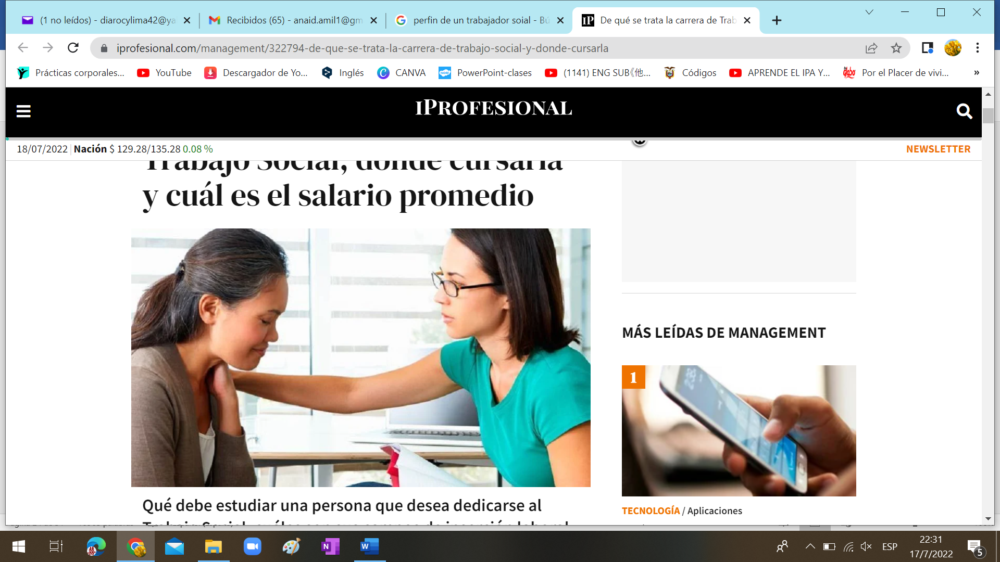 (1 no leídos) - diarocylima42@ya
Recibidos (65) - anaid.amil1@gm
perfin de un trabajador soial - Bú
IP
De qué se trata la carrera de Trab
iprofesional.com/management/322794-de-que-se-trata-la-carrera-de-trabajo-social-y-donde-cursarla
Prácticas corporales...
YouTube
Descargador de Yo...
Inglés
CANVA
PowerPoint-clases
(1141) ENG SUB《他...
Códigos
APRENDE EL IPA Y...
Por el Placer de vivi...
»
IPROFESIONAL
18/07/2022 | Nación $ 129.28/135.28 0.08 %
NEWSLETTER
Trabajo Social, dónde cursarla
y cuál es el salario promedio
Qué debe estudiar una persona que desea dedicarse al
MÁS LEÍDAS DE MANAGEMENT
1
TECNOLOGÍA / Aplicaciones
N
W
ESP
22:31
17/7/2022
5